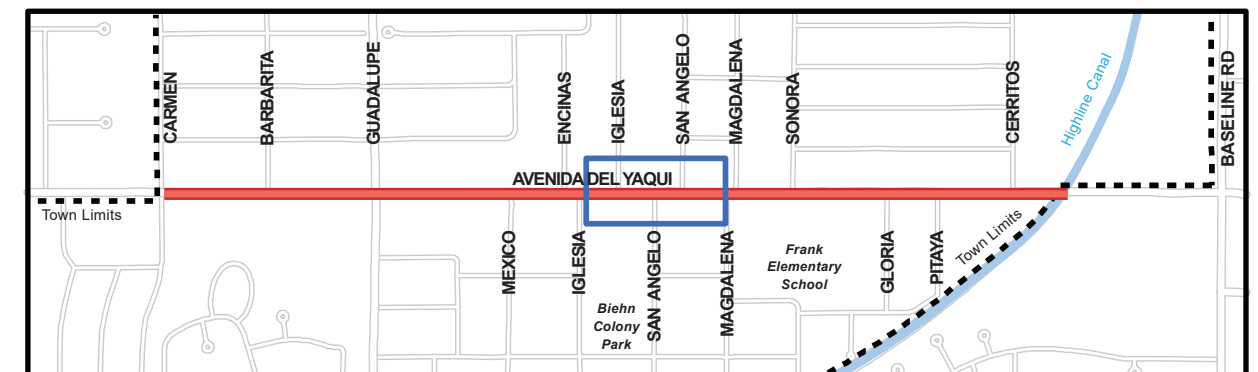 CARMEN
BARBARITA
GUADALUPE
ENCINAS
IGLESIA
SAN ANGELO
MAGDALENA
SONORA
CERRITOS
Highline Canal
BASELINE RD
AVENIDA DEL YAQUI
Town Limits
MEXICO
IGLESIA
Biehn
Colony
Park
SAN ANGELO
MAGDALENA
Frank
Elementary
School
GLORIA
PITAYA
Town Limits